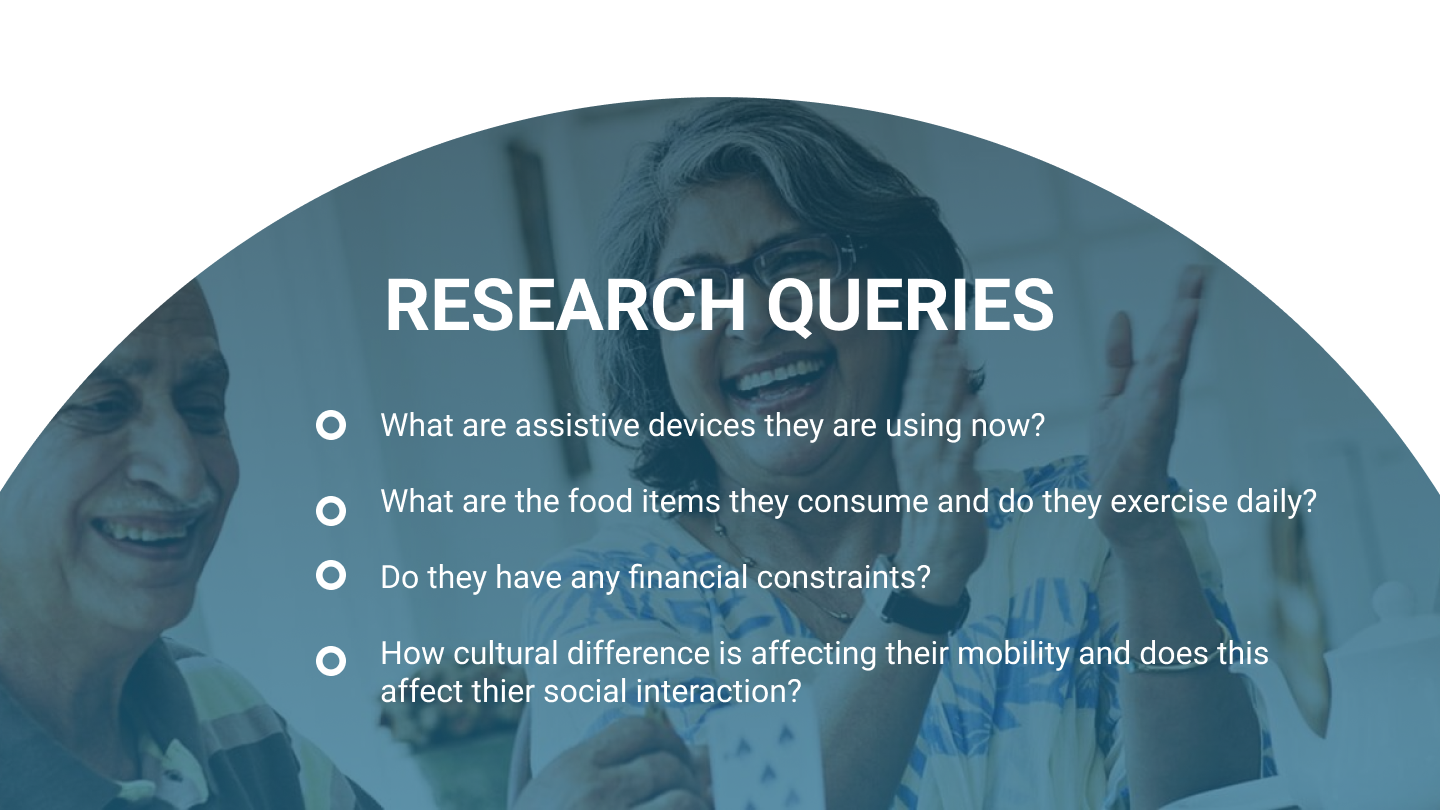 RESEARCH QUERIES
What are assistive devices they are using now?
What are the food items they consume and do they exercise daily?
Do they have any financial constraints?
How cultural difference is affecting their mobility and does this
affect thier social interaction?